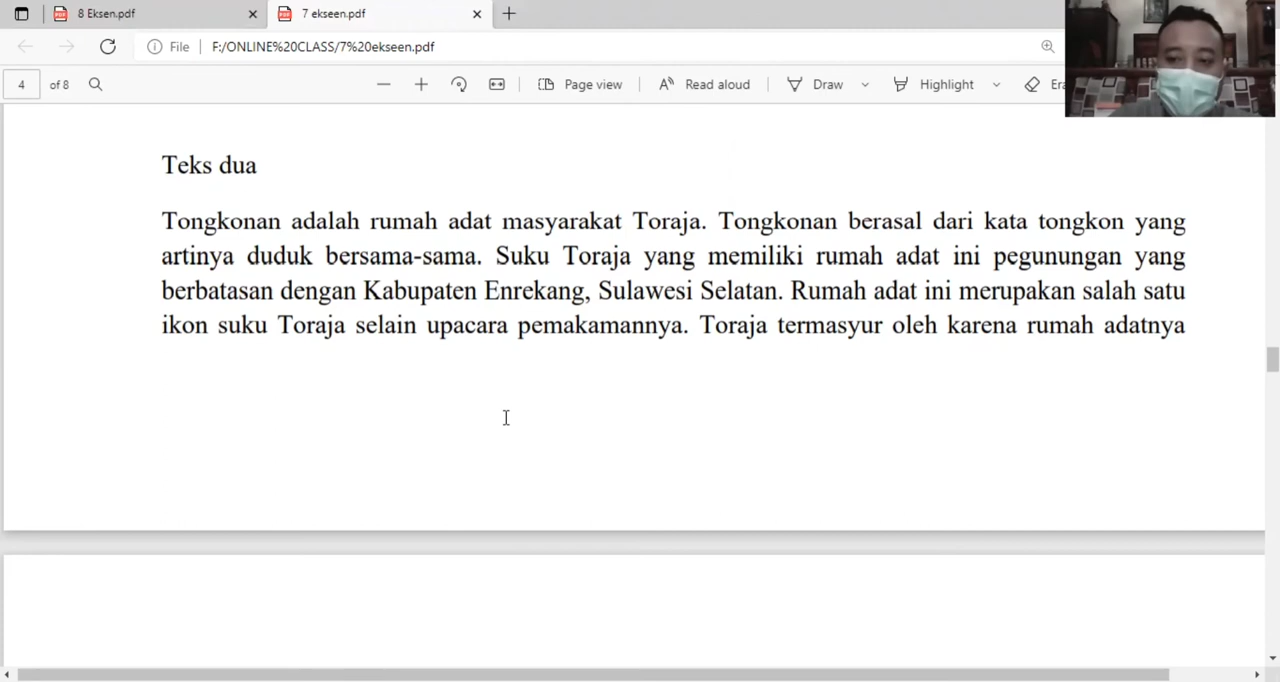 8 Eksen.pdf
7 ekseen.pdf
File
F:/ONLINE%20CLASS/7%20ekseen.pdf
4 of 8
Page view
Read aloud
Draw
Highlight
Era
Teks dua
Tongkonan adalah rumah adat masyarakat Toraja. Tongkonan berasal dari kata tongkon yang
artinya duduk bersama-sama. Suku Toraja yang memiliki rumah adat ini pegunungan yang
berbatasan dengan Kabupaten Enrekang, Sulawesi Selatan. Rumah adat ini merupakan salah satu
ikon suku Toraja selain upacara pemakamannya. Toraja termasyur oleh karena rumah adatnya